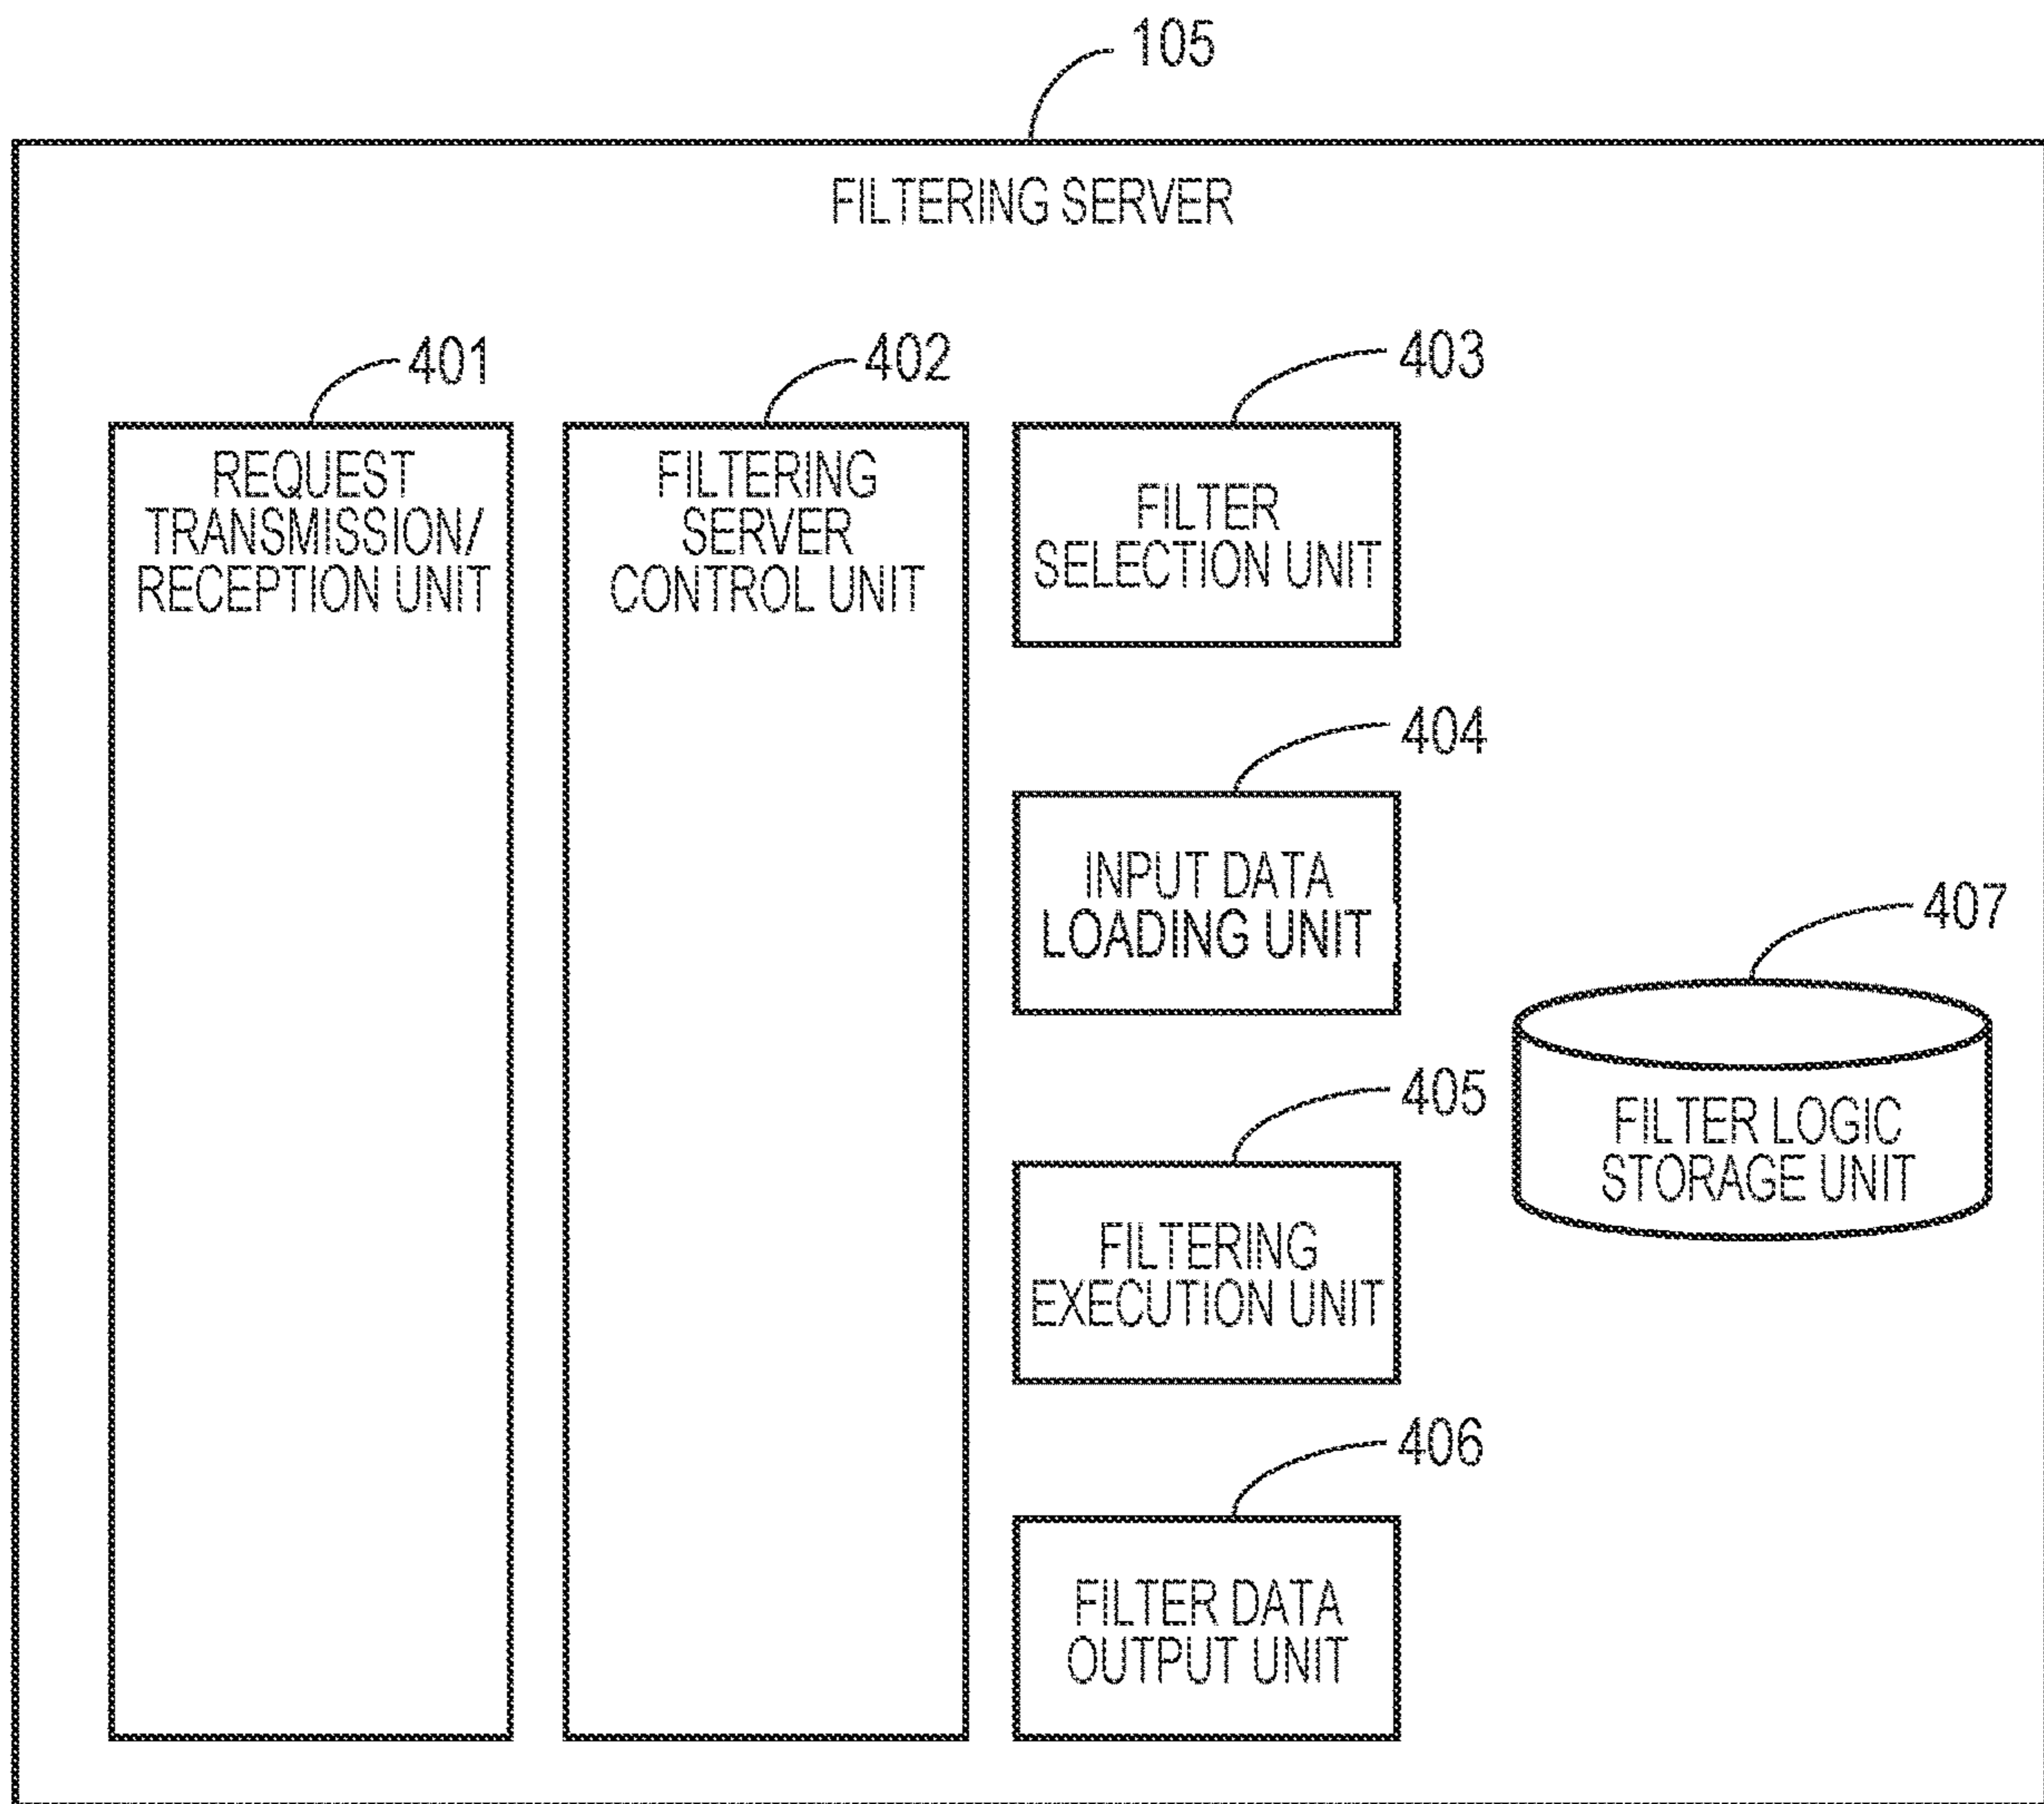 105
FILTERING SERVER
401
REQUEST
TRANSMISSION/
RECEPTION UNIT
402
FILTERING
SERVER
CONTROL UNIT
403
FILTER
SELECTION UNIT
404
INPUT DATA
LOADING UNIT
405
FILTERING
EXECUTION UNIT
406
FILTER DATA
OUTPUT UNIT
407
FILTER LOGIC
STORAGE UNIT